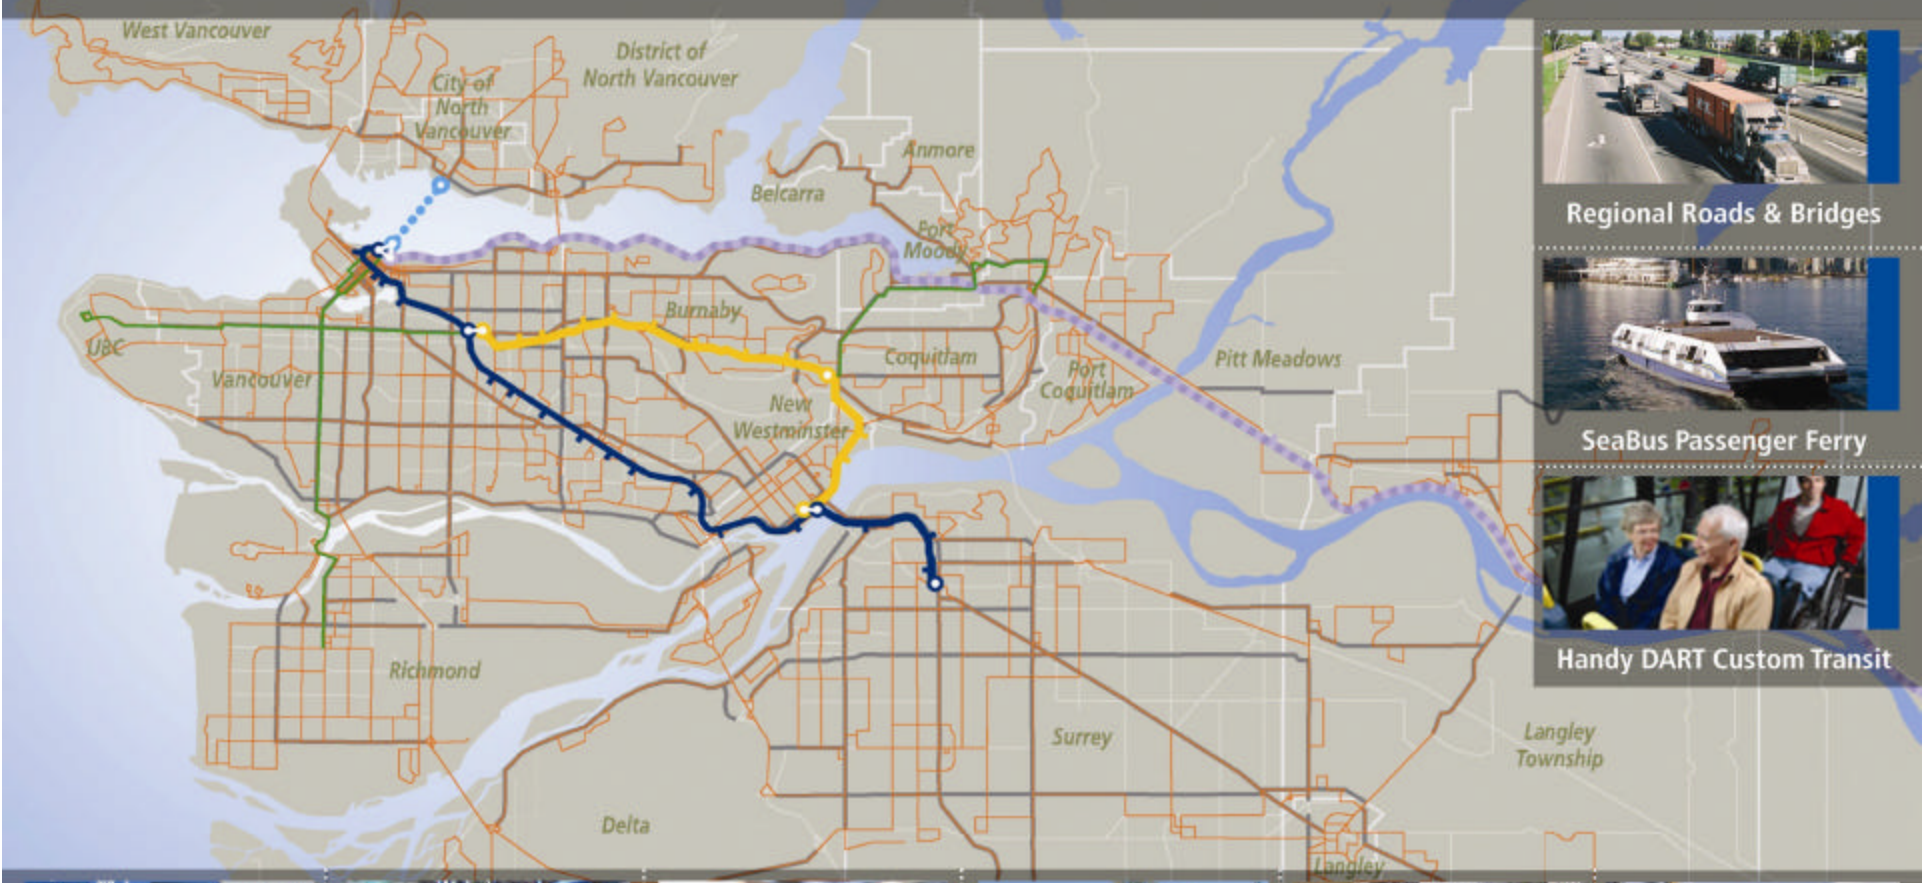 West Vancouver
District of
North Vancouver
City of
North
Vancouver
Anmore
Belcarra
Port
Moody
Burnaby
UBC
Vancouver
Coquitlam
Port
Coquitlam
Pitt Meadows
New
Westminster
Richmond
Surrey
Langley
Township
Delta
Langley
Regional Roads & Bridges
SeaBus Passenger Ferry
Handy DART Custom Transit